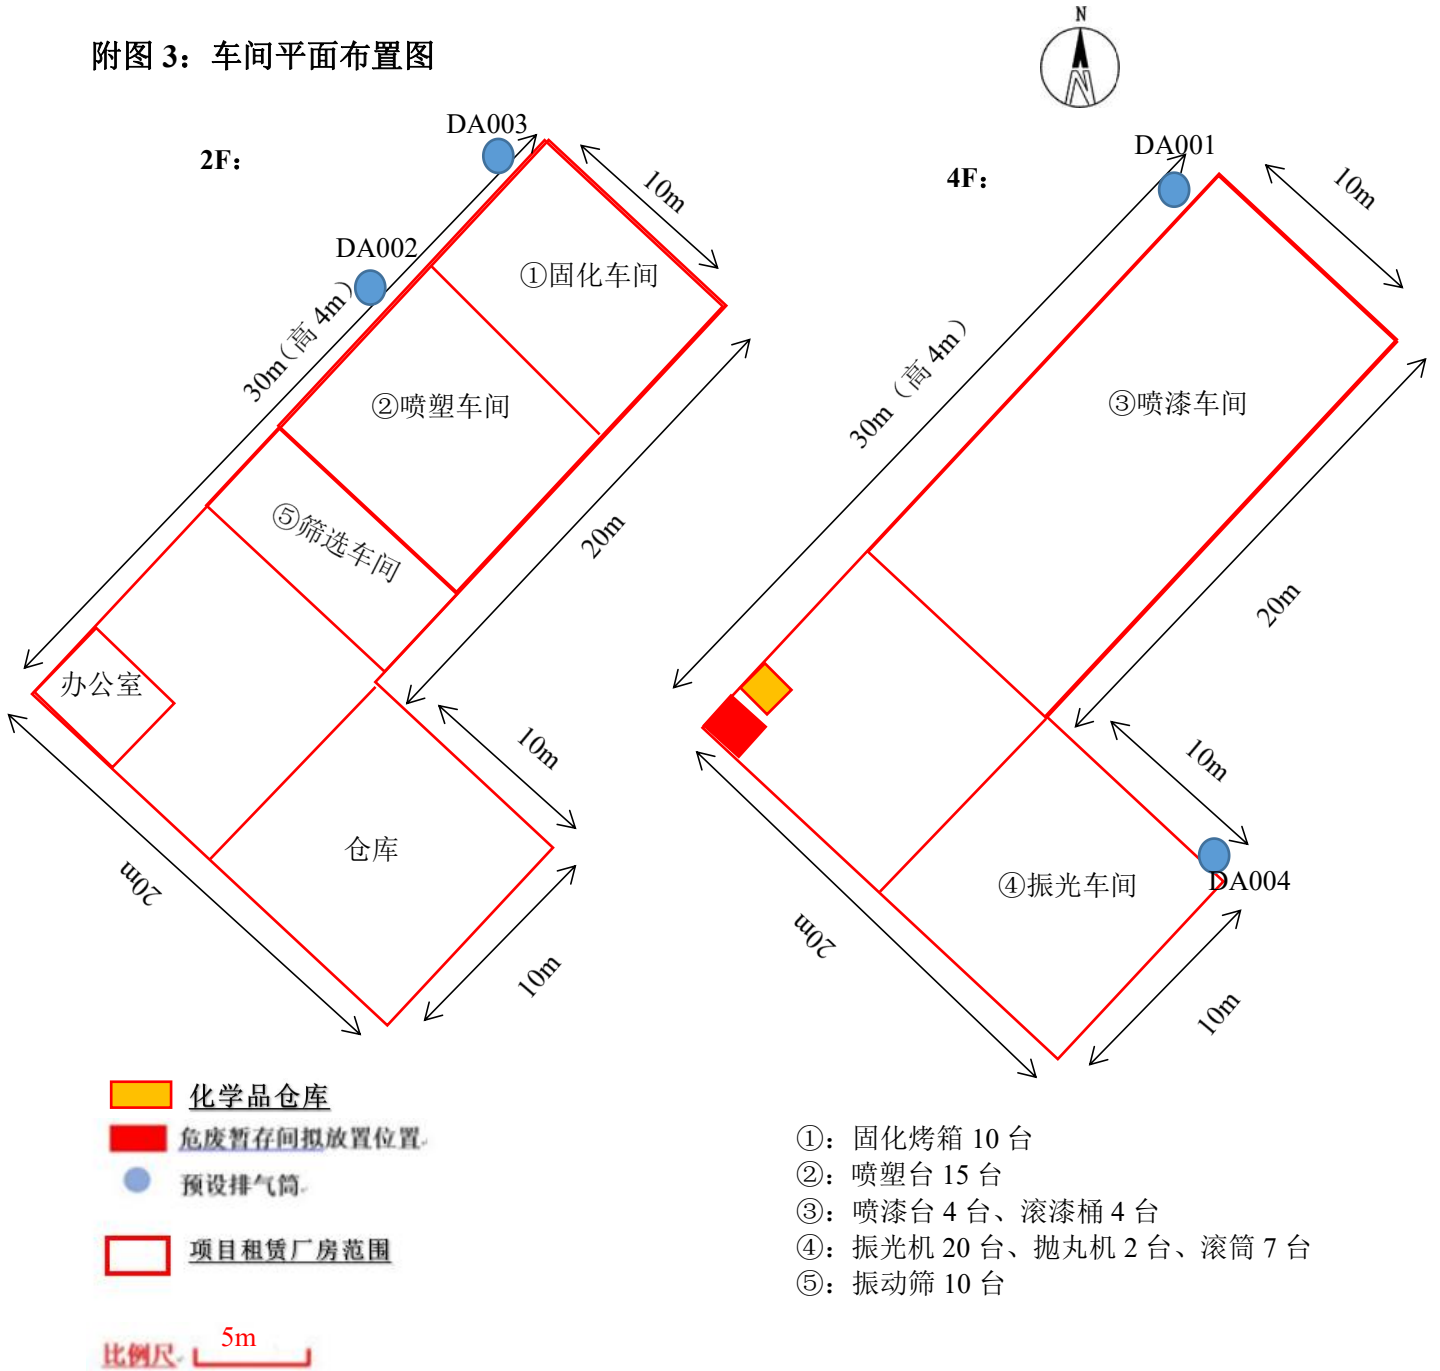 附图 3：车间平面布置图
N
2F：
DA003
10m
DA002
①固化车间
30m（高 4m）
②喷塑车间
⑤筛选车间
20m
办公室
10m
仓库
20m
10m
4F：
DA001
10m
30m（高 4m）
③喷漆车间
20m
10m
④振光车间
DA004
20m
10m
化学品仓库
危废暂存间拟放置位置
预设排气筒
项目租赁厂房范围
比例尺 5m
①：固化烤箱 10 台
②：喷塑台 15 台
③：喷漆台 4 台、滚漆桶 4 台
④：振光机 20 台、抛丸机 2 台、滚筒 7 台
⑤：振动筛 10 台